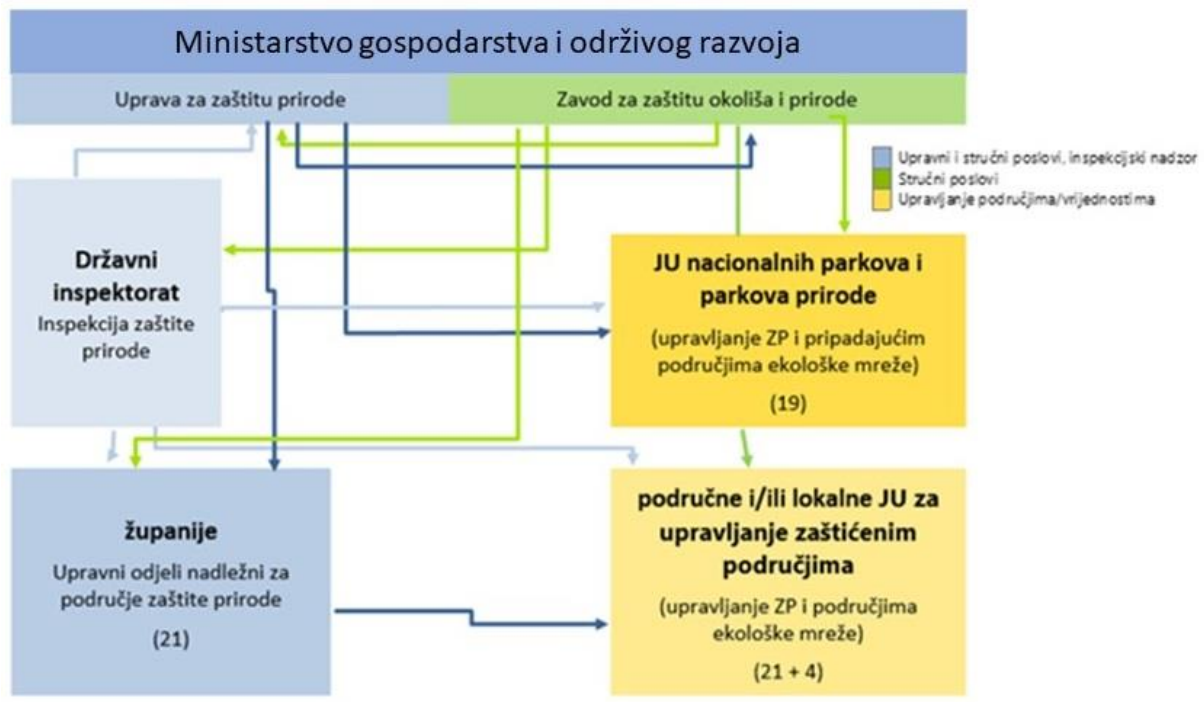 Ministarstvo gospodarstva i održivog razvoja
Uprava za zaštitu prirode
Zavod za zaštitu okoliša i prirode
Upravni i stručni poslovi, inspekcijski nadzor
Stručni poslovi
Upravljanje područjima/vrijednostima
Državni
inspektorat
Inspekcija zaštite
prirode
JU nacionalnih parkova i
parkova prirode
(upravljanje ZP i pripadajućim
područjima ekološke mreže)
(19)
županije
Upravni odjeli nadležni za
područje zaštite prirode
(21)
područne i/ili lokalne JU za
upravljanje zaštićenim
područjima
(upravljanje ZP i područjima
ekološke mreže)
(21 + 4)